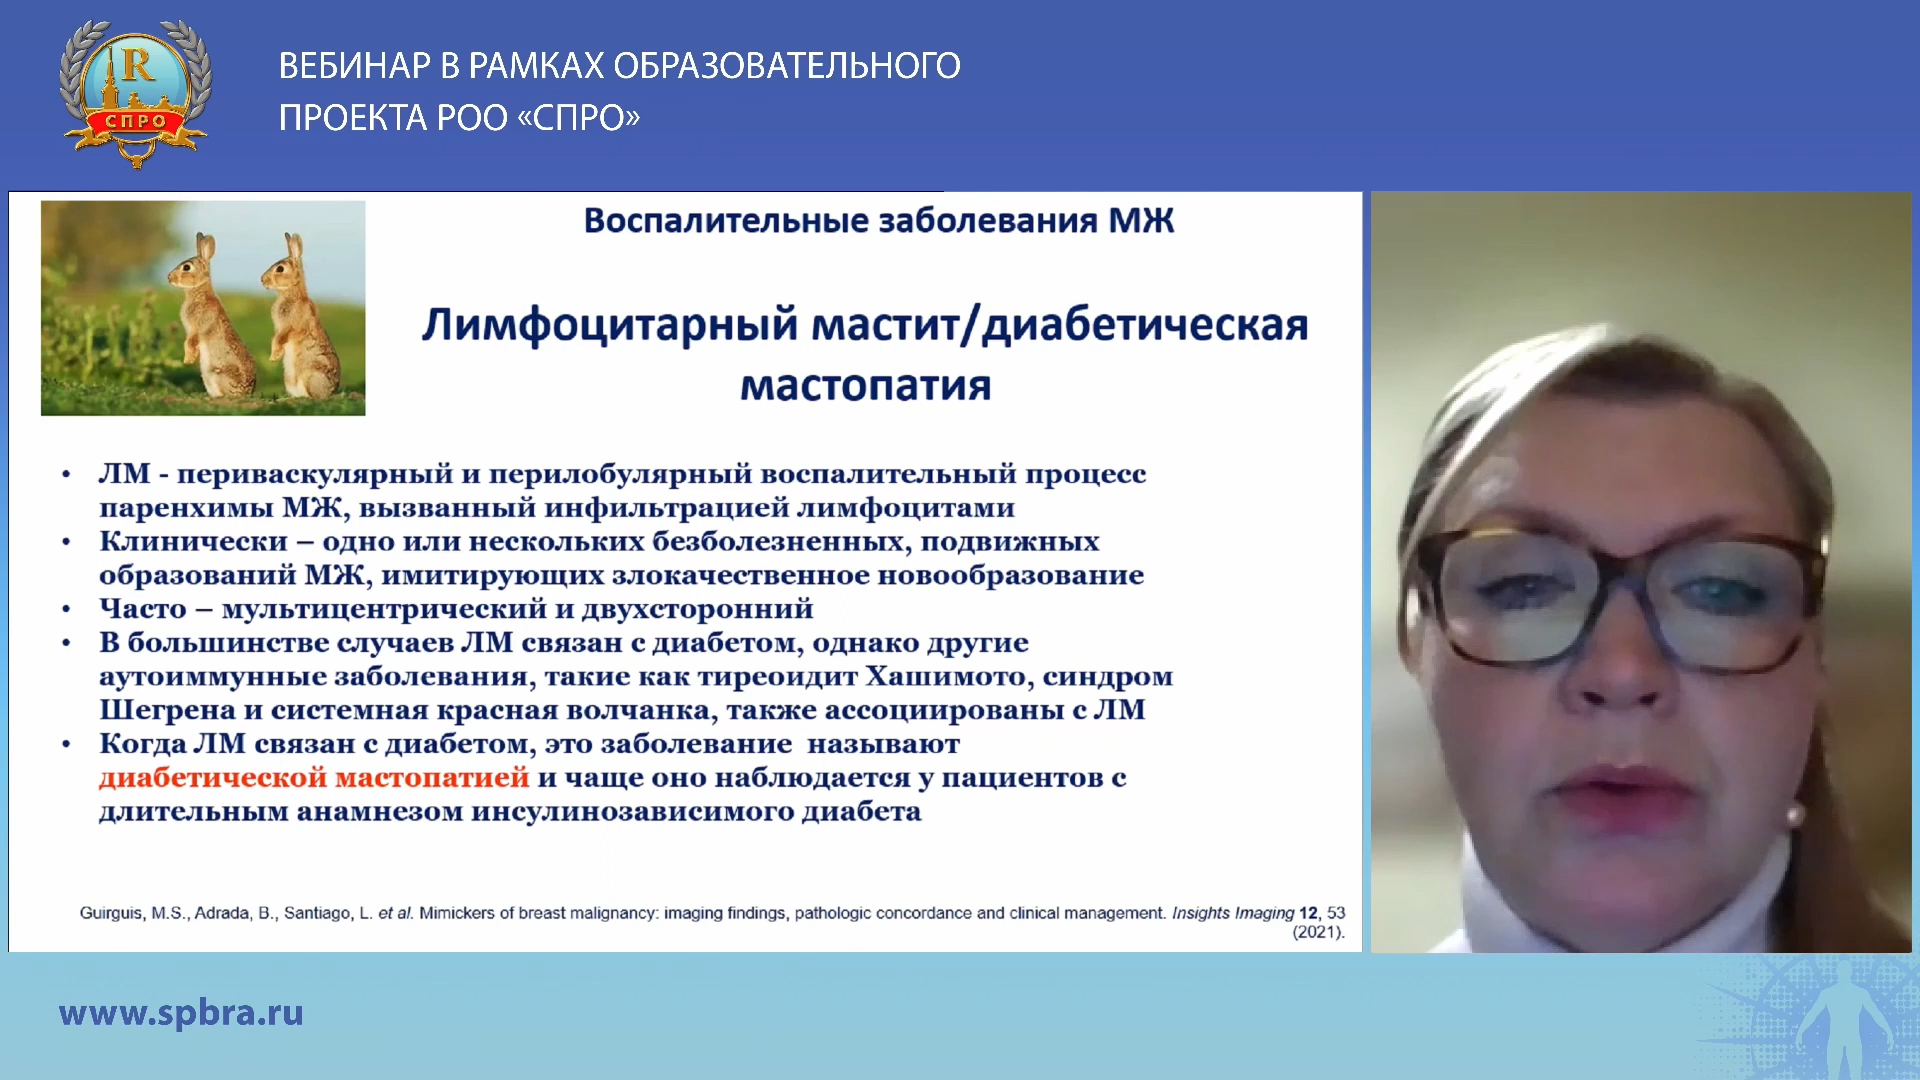 R
СПРО
ВЕБИНАР В РАМКАХ ОБРАЗОВАТЕЛЬНОГО
ПРОЕКТА РОО «СПРО»
Воспалительные заболевания МЖ
Лимфоцитарный мастит/диабетическая
мастопатия
• ЛМ - периваскулярный и перилобулярный воспалительный процесс
паренхимы МЖ, вызванный инфильтрацией лимфоцитами
• Клинически – одно или нескольких безболезненных, подвижных
образований МЖ, имитирующих злокачественное новообразование
• Часто – мультицентрический и двухсторонний
• В большинстве случаев ЛМ связан с диабетом, однако другие
аутоиммунные заболевания, такие как тиреоидит Хашимото, синдром
Шегрена и системная красная волчанка, также ассоциированы с ЛМ
• Когда ЛМ связан с диабетом, это заболевание называют
диабетической мастопатией и чаще оно наблюдается у пациентов с
длительным анамнезом инсулинозависимого диабета
Guirguis, M.S., Adrada, B., Santiago, L. et al. Mimickers of breast malignancy: imaging findings, pathologic concordance and clinical management. Insights Imaging 12, 53
(2021).
www.spbra.ru